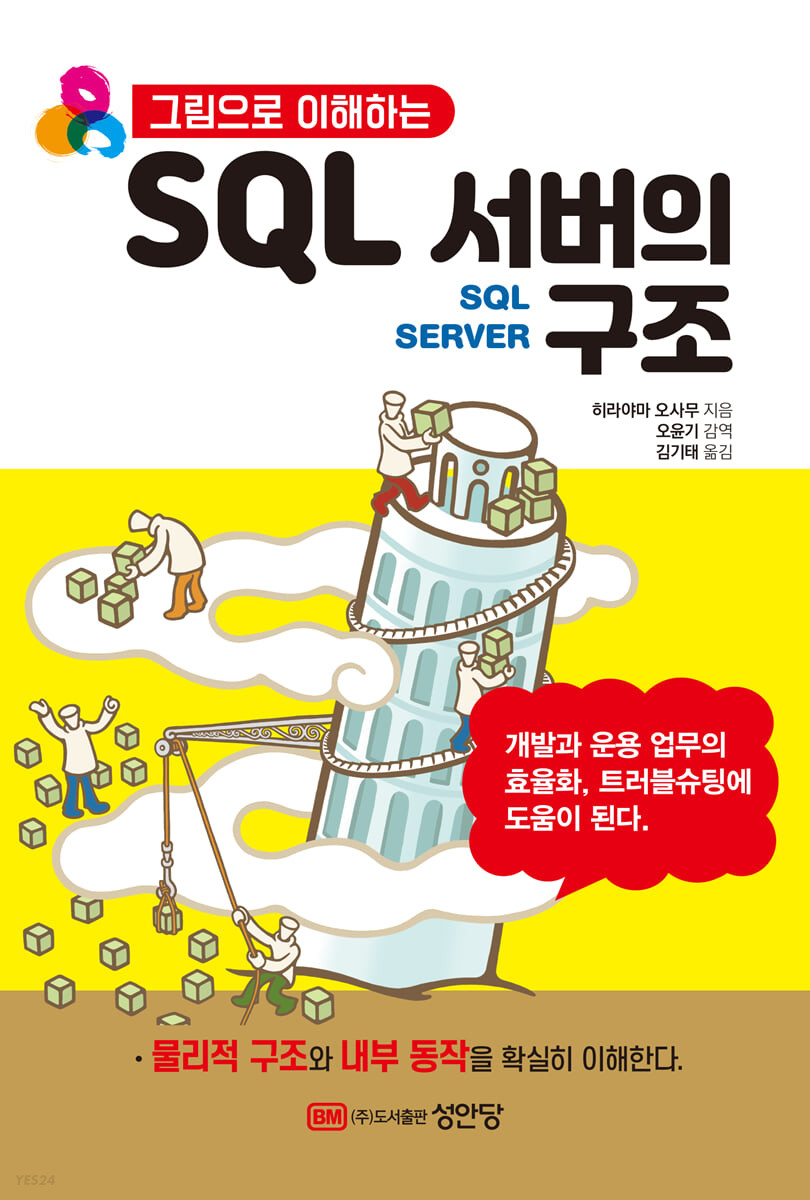 그림으로 이해하는
SQL 서버의
SQL
SERVER
구조
히라야마 오사무 지음
오윤기 감역
김기태 옮김
개발과 운용 업무의
효율화, 트러블슈팅에
도움이 된다.
· 물리적 구조와 내부 동작을 확실히 이해한다.
BM (주)도서출판 성안당
YES24